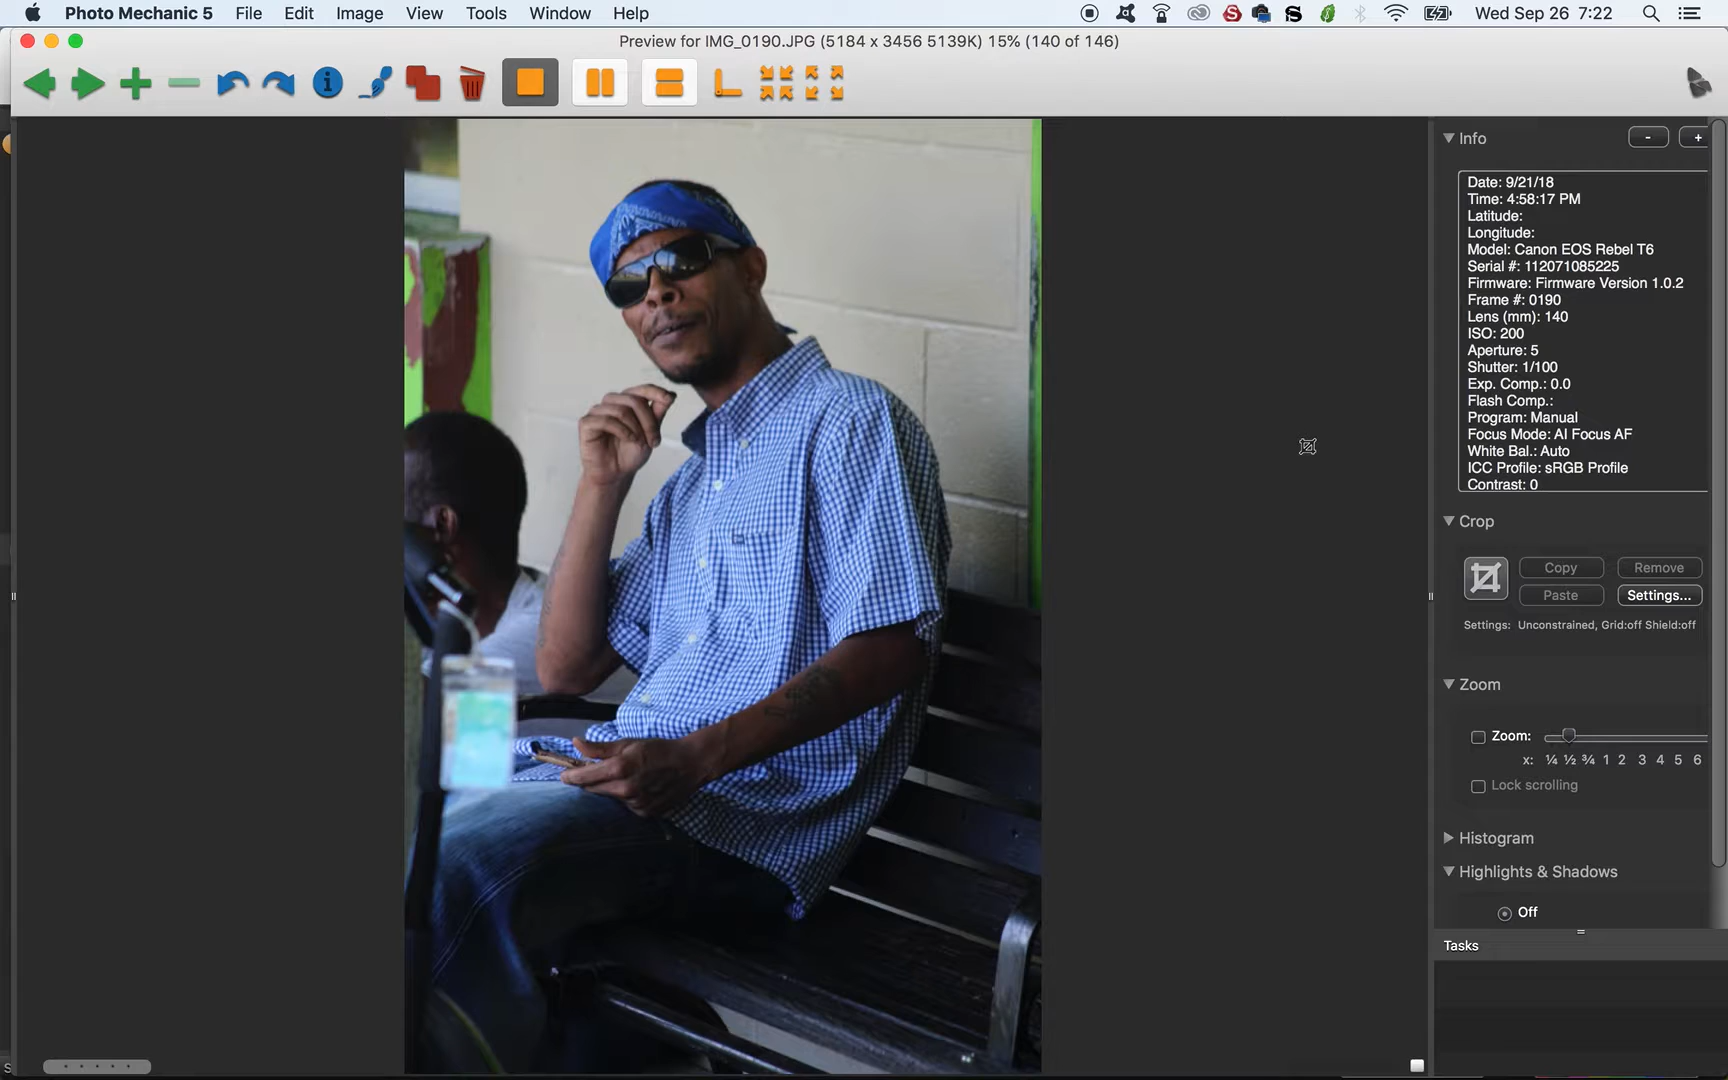 Photo Mechanic 5 File Edit Image View Tools Window Help Wed Sep 26 7:22
Preview for IMG_0190.JPG (5184 x 3456 5139K) 15% (140 of 146)
Info - +
Date: 9/21/18
Time: 4:58:17 PM
Latitude:
Longitude:
Model: Canon EOS Rebel T6
Serial #: 112071085225
Firmware: Firmware Version 1.0.2
Frame #: 0190
Lens (mm): 140
ISO: 200
Aperture: 5
Shutter: 1/100
Exp. Comp.: 0.0
Flash Comp.:
Program: Manual
Focus Mode: AI Focus AF
White Bal.: Auto
ICC Profile: sRGB Profile
Contrast: 0
Crop
Copy Remove
Paste Settings...
Settings: Unconstrained, Grid:off Shield:off
Zoom
Zoom:
x: ¼ ½ ¾ 1 2 3 4 5 6
Lock scrolling
Histogram
Highlights & Shadows
Off
Tasks